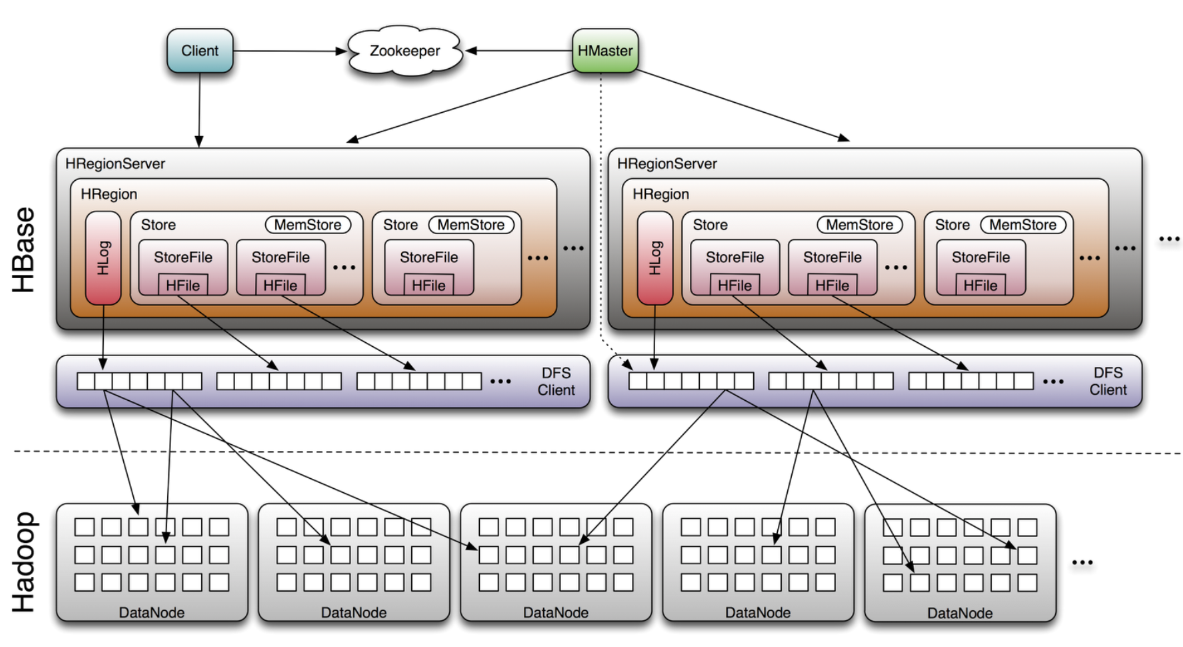 Client
Zookeeper
HMaster
HBase
HRegionServer
HRegion
HLog
Store
MemStore
StoreFile
HFile
StoreFile
HFile
...
Store
MemStore
StoreFile
HFile
...
...
HRegionServer
HRegion
HLog
Store
MemStore
StoreFile
HFile
StoreFile
HFile
...
Store
MemStore
StoreFile
HFile
...
...
...
...
DFS
Client
...
DFS
Client
Hadoop
DataNode
DataNode
DataNode
DataNode
DataNode
...